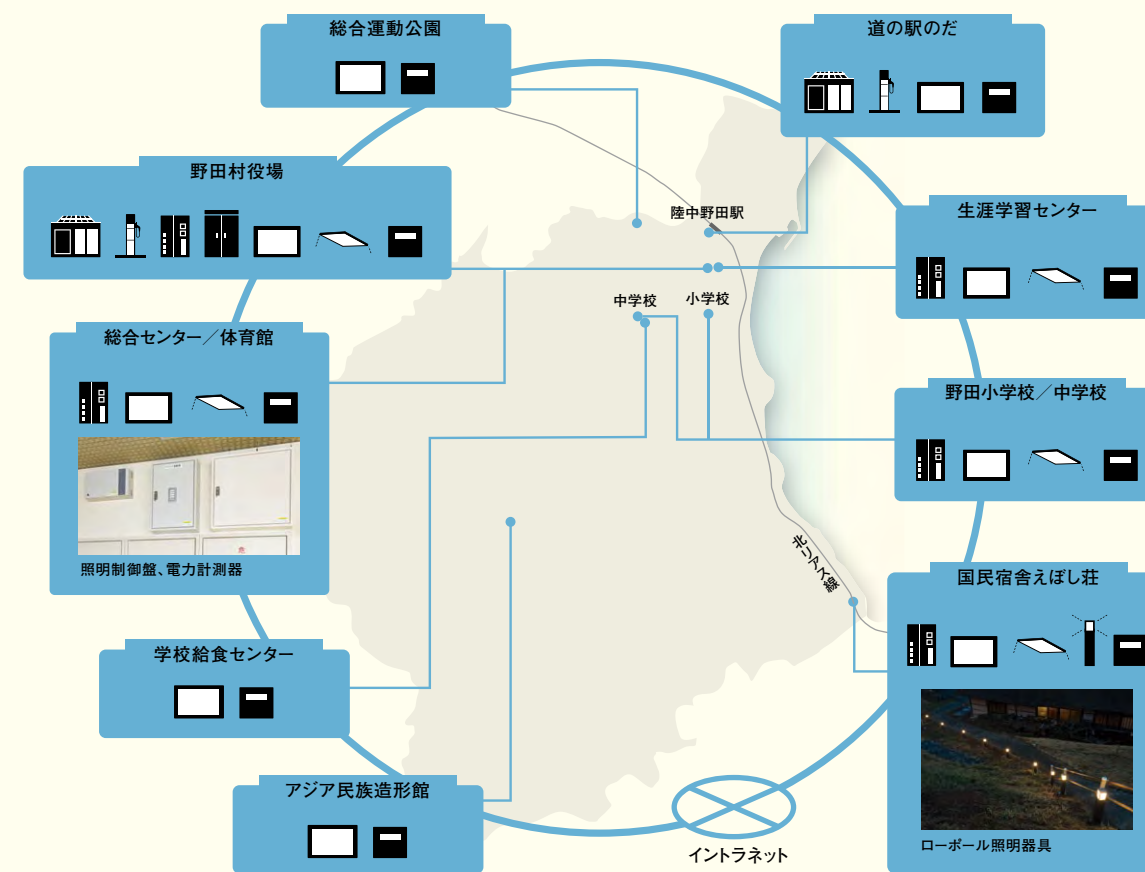 総合運動公園
道の駅のだ
野田村役場
生涯学習センター
陸中野田駅
中学校
小学校
総合センター／体育館
照明制御盤、電力計測器
野田小学校／中学校
北リアス線
国民宿舎えぼし荘
ローポール照明器具
学校給食センター
アジア民族造形館
イントラネット